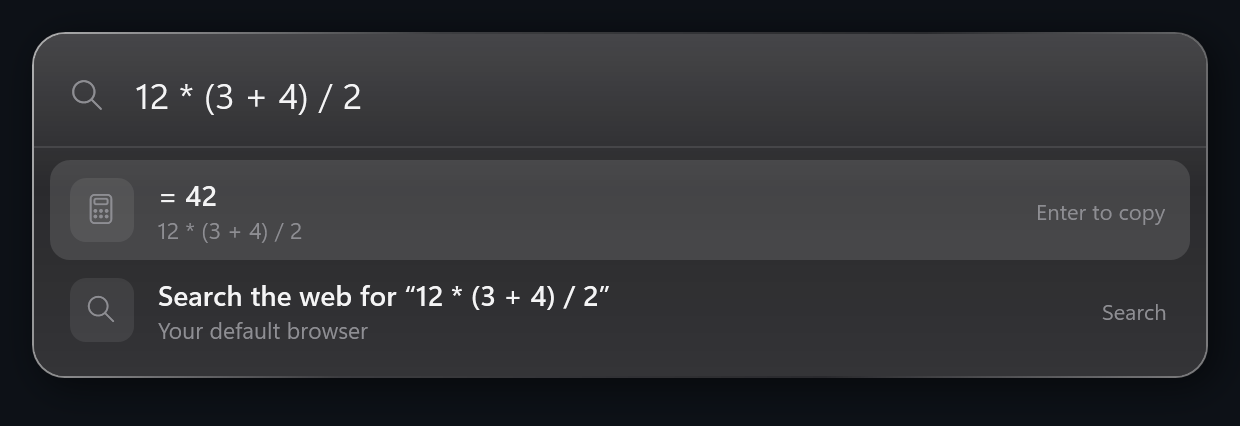 12 * (3 + 4) / 2
= 42
12 * (3 + 4) / 2
Enter to copy
Search the web for “12 * (3 + 4) / 2”
Your default browser
Search